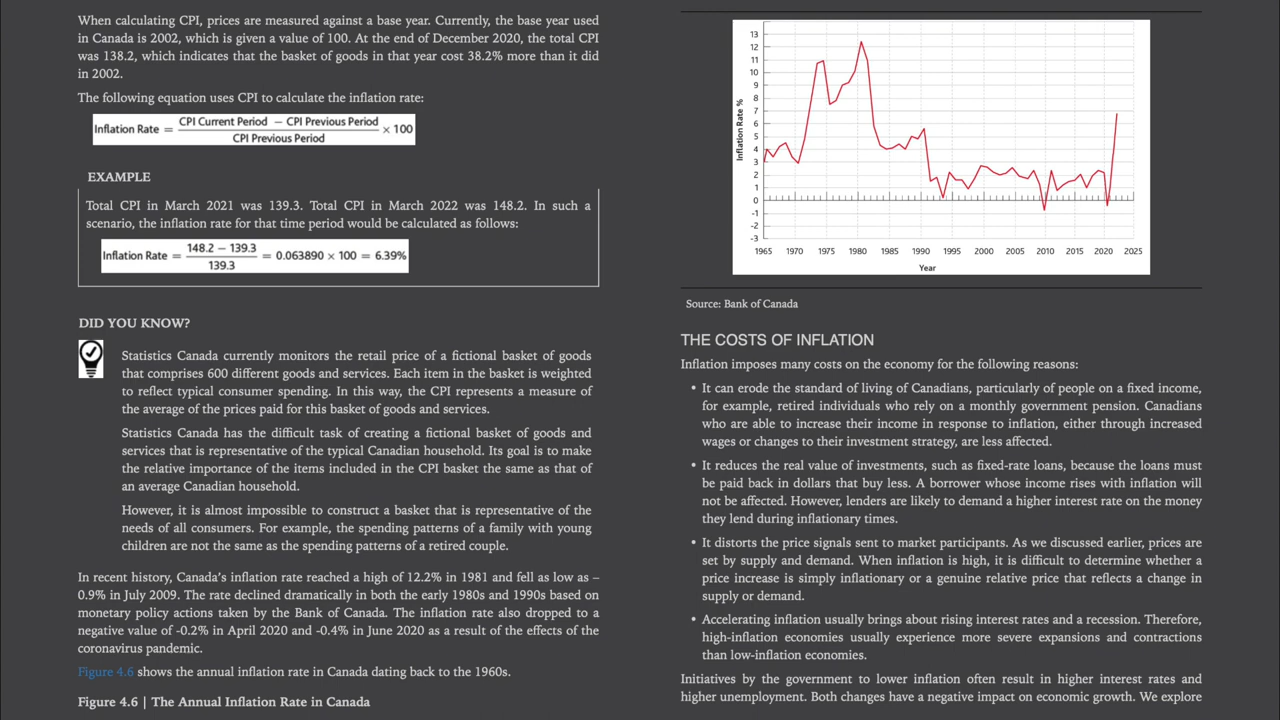 When calculating CPI, prices are measured against a base year. Currently, the base year used
in Canada is 2002, which is given a value of 100. At the end of December 2020, the total CPI
was 138.2, which indicates that the basket of goods in that year cost 38.2% more than it did
in 2002.
The following equation uses CPI to calculate the inflation rate:
Inflation Rate = CPI Current Period − CPI Previous Period / CPI Previous Period × 100
EXAMPLE
Total CPI in March 2021 was 139.3. Total CPI in March 2022 was 148.2. In such a
scenario, the inflation rate for that time period would be calculated as follows:
Inflation Rate = 148.2 − 139.3 / 139.3 = 0.063890 × 100 = 6.39%
DID YOU KNOW?
Statistics Canada currently monitors the retail price of a fictional basket of goods
that comprises 600 different goods and services. Each item in the basket is weighted
to reflect typical consumer spending. In this way, the CPI represents a measure of
the average of the prices paid for this basket of goods and services.
Statistics Canada has the difficult task of creating a fictional basket of goods and
services that is representative of the typical Canadian household. Its goal is to make
the relative importance of the items included in the CPI basket the same as that of
an average Canadian household.
However, it is almost impossible to construct a basket that is representative of the
needs of all consumers. For example, the spending patterns of a family with young
children are not the same as the spending patterns of a retired couple.
In recent history, Canada's inflation rate reached a high of 12.2% in 1981 and fell as low as –
0.9% in July 2009. The rate declined dramatically in both the early 1980s and 1990s based on
monetary policy actions taken by the Bank of Canada. The inflation rate also dropped to a
negative value of -0.2% in April 2020 and -0.4% in June 2020 as a result of the effects of the
coronavirus pandemic.
Figure 4.6 shows the annual inflation rate in Canada dating back to the 1960s.
Figure 4.6 | The Annual Inflation Rate in Canada
Inflation Rate %
13
12
11
10
9
8
7
6
5
4
3
2
1
0
-1
-2
-3
1965 1970 1975 1980 1985 1990 1995 2000 2005 2010 2015 2020 2025
Year
Source: Bank of Canada
THE COSTS OF INFLATION
Inflation imposes many costs on the economy for the following reasons:
• It can erode the standard of living of Canadians, particularly of people on a fixed income,
for example, retired individuals who rely on a monthly government pension. Canadians
who are able to increase their income in response to inflation, either through increased
wages or changes to their investment strategy, are less affected.
• It reduces the real value of investments, such as fixed-rate loans, because the loans must
be paid back in dollars that buy less. A borrower whose income rises with inflation will
not be affected. However, lenders are likely to demand a higher interest rate on the money
they lend during inflationary times.
• It distorts the price signals sent to market participants. As we discussed earlier, prices are
set by supply and demand. When inflation is high, it is difficult to determine whether a
price increase is simply inflationary or a genuine relative price that reflects a change in
supply or demand.
• Accelerating inflation usually brings about rising interest rates and a recession. Therefore,
high-inflation economies usually experience more severe expansions and contractions
than low-inflation economies.
Initiatives by the government to lower inflation often result in higher interest rates and
higher unemployment. Both changes have a negative impact on economic growth. We explore